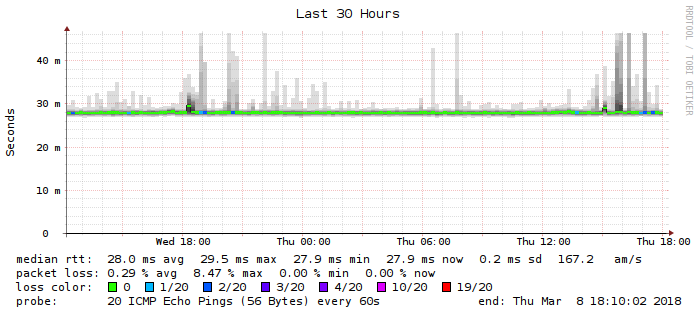 Last 30 Hours
RRDTOOL / TOBI OETIKER
Seconds
40 m
30 m
20 m
10 m
0
Wed 18:00 Thu 00:00 Thu 06:00 Thu 12:00 Thu 18:00
median rtt: 28.0 ms avg 29.5 ms max 27.9 ms min 27.9 ms now 0.2 ms sd 167.2 am/s
packet loss: 0.29 % avg 8.47 % max 0.00 % min 0.00 % now
loss color: 0 1/20 2/20 3/20 4/20 10/20 19/20
probe: 20 ICMP Echo Pings (56 Bytes) every 60s end: Thu Mar 8 18:10:02 2018